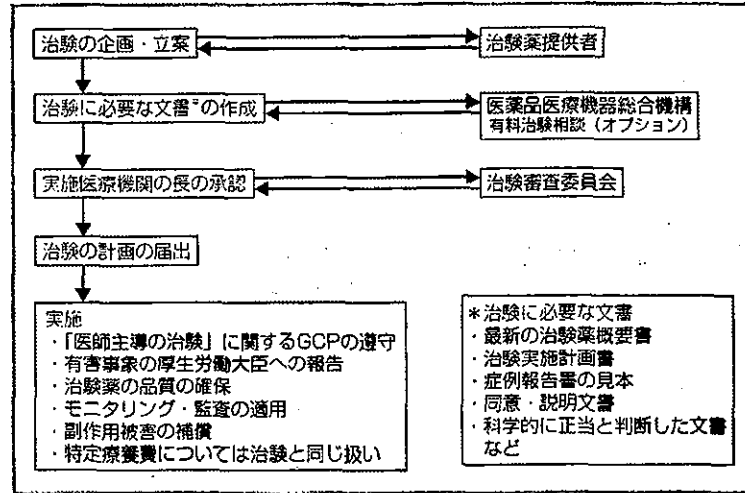 治験の企画・立案
治験薬提供者
治験に必要な文書*の作成
医薬品医療機器総合機構
有料治験相談(オプション)
実施医療機関の長の承認
治験審査委員会
治験の計画の届出
実施
・「医師主導の治験」に関するGCPの遵守
・有害事象の厚生労働大臣への報告
・治験薬の品質の確保
・モニタリング・監査の適用
・副作用被害の補償
・特定療養費については治験と同じ扱い
*治験に必要な文書
・最新の治験薬概要書
・治験実施計画書
・症例報告書の見本
・同意・説明文書
・科学的に正当と判断した文書
など